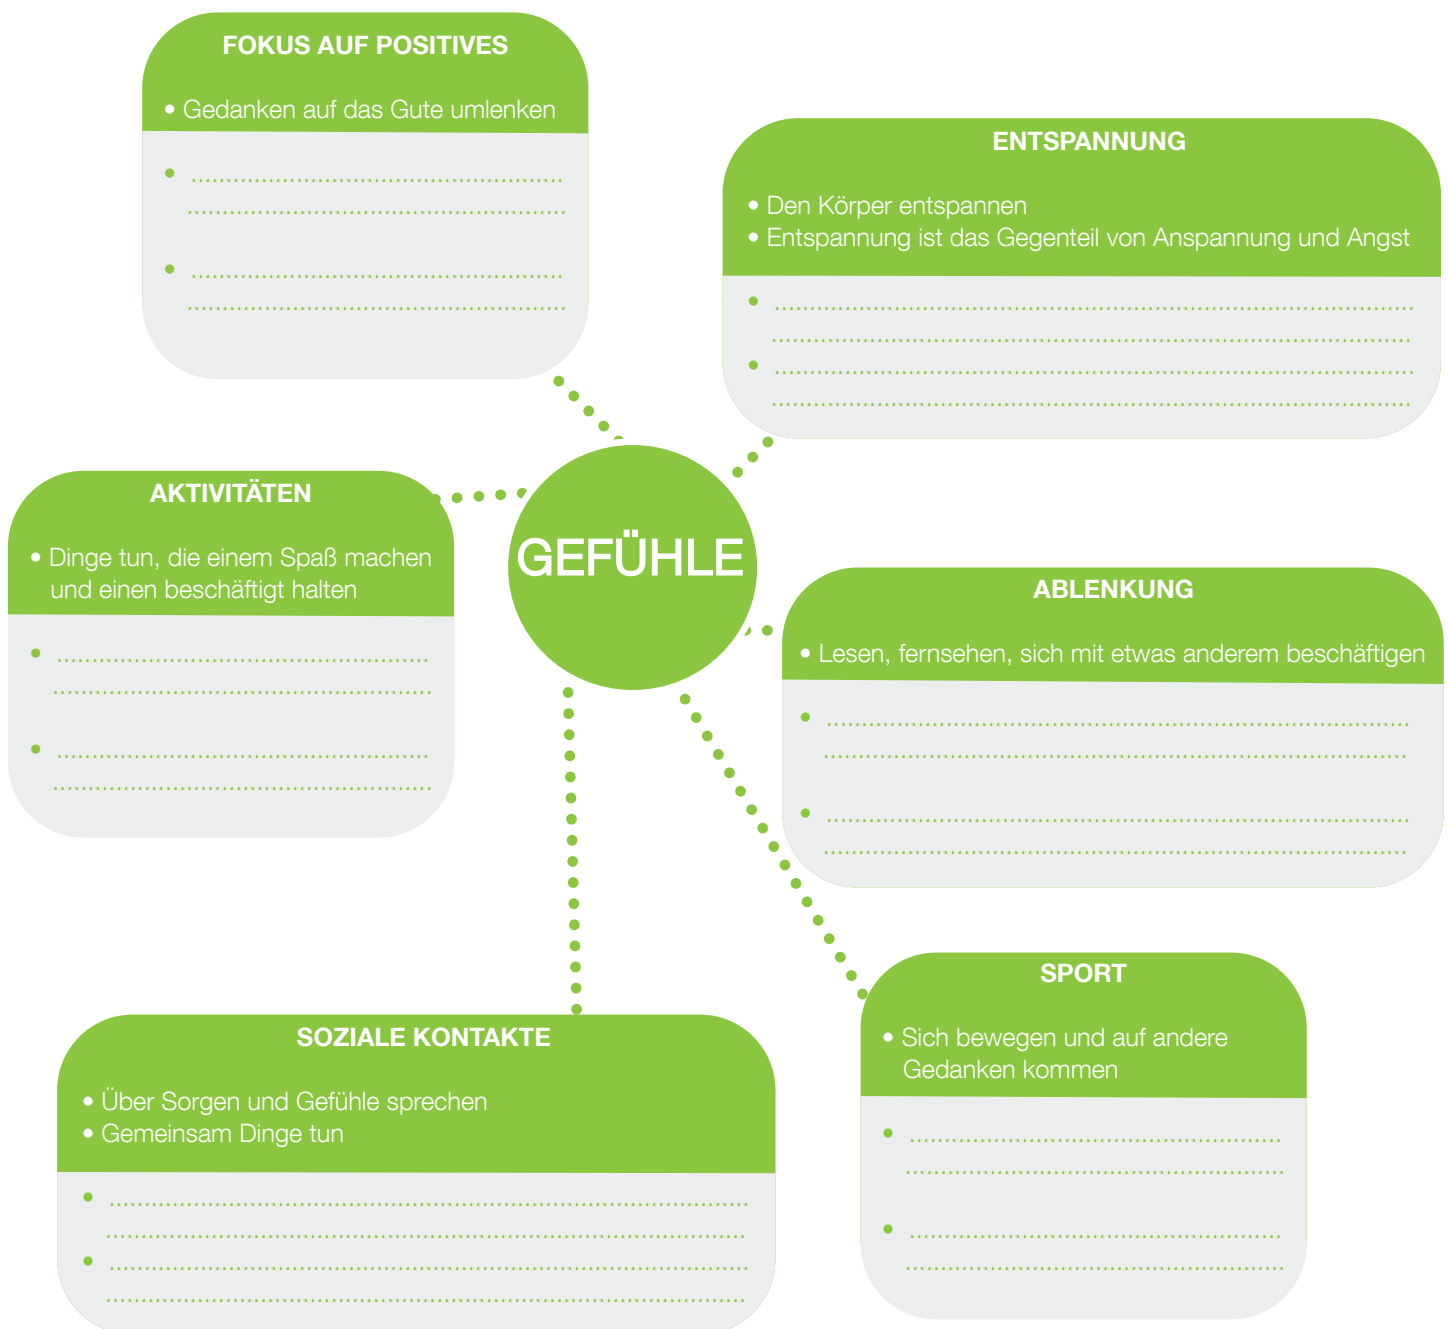 FOKUS AUF POSITIVES
• Gedanken auf das Gute umlenken
ENTSPANNUNG
• Den Körper entspannen
• Entspannung ist das Gegenteil von Anspannung und Angst
AKTIVITÄTEN
• Dinge tun, die einem Spaß machen
und einen beschäftigt halten
GEFÜHLE
ABLENKUNG
• Lesen, fernsehen, sich mit etwas anderem beschäftigen
SOZIALE KONTAKTE
• Über Sorgen und Gefühle sprechen
• Gemeinsam Dinge tun
SPORT
• Sich bewegen und auf andere
Gedanken kommen